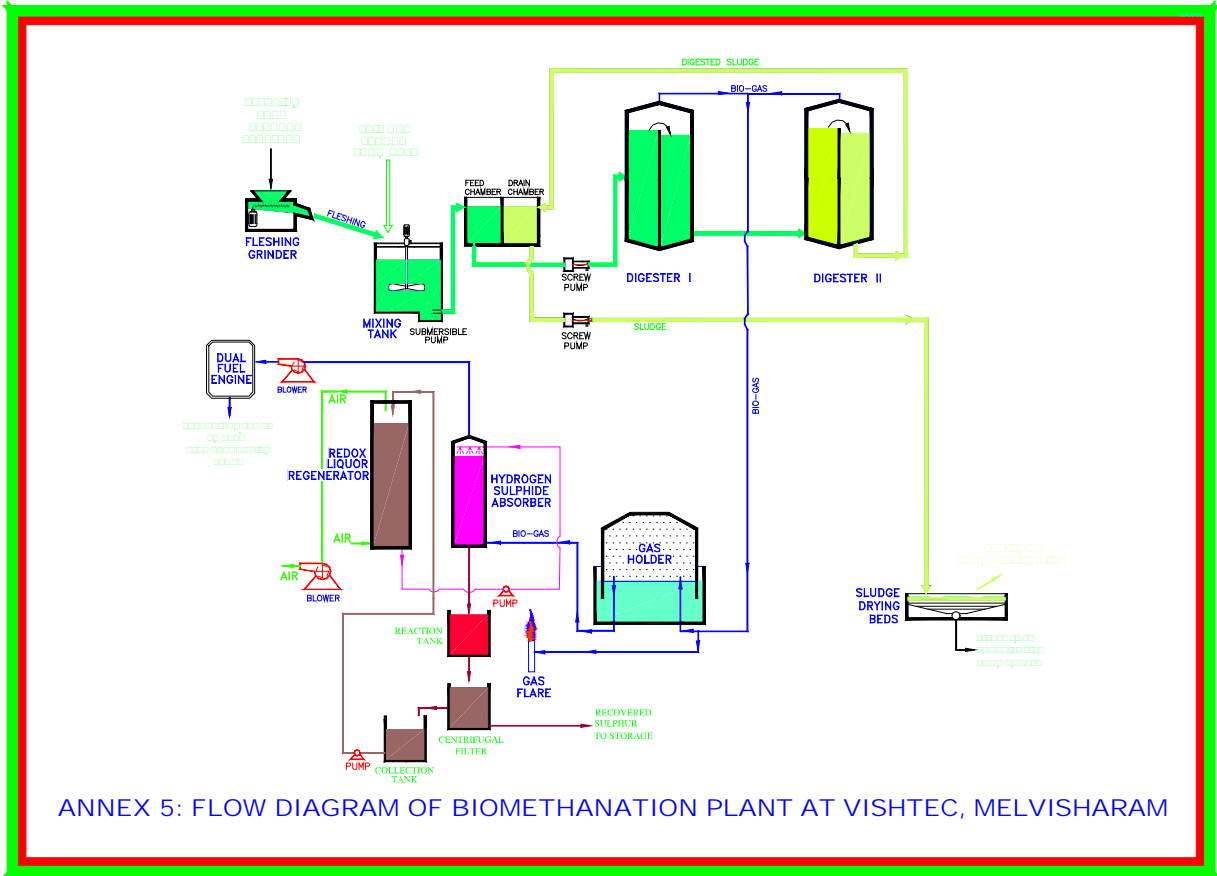 DIGESTED SLUDGE
BIO-GAS
FEED
CHAMBER
DRAIN
CHAMBER
FLESHING
FLESHING
GRINDER
MIXING
TANK
SUBMERSIBLE
PUMP
SCREW
PUMP
DIGESTER I
DIGESTER II
SCREW
PUMP
SLUDGE
DUAL
FUEL
ENGINE
BLOWER
AIR
BIO-GAS
REDOX
LIQUOR
REGENERATOR
HYDROGEN
SULPHIDE
ABSORBER
BIO-GAS
AIR
GAS
HOLDER
AIR
BLOWER
PUMP
SLUDGE
DRYING
BEDS
REACTION
TANK
GAS
FLARE
RECOVERED
SULPHUR
TO STORAGE
CENTRIFUGAL
FILTER
PUMP
COLLECTION
TANK
ANNEX 5: FLOW DIAGRAM OF BIOMETHANATION PLANT AT VISHTEC, MELVISHARAM